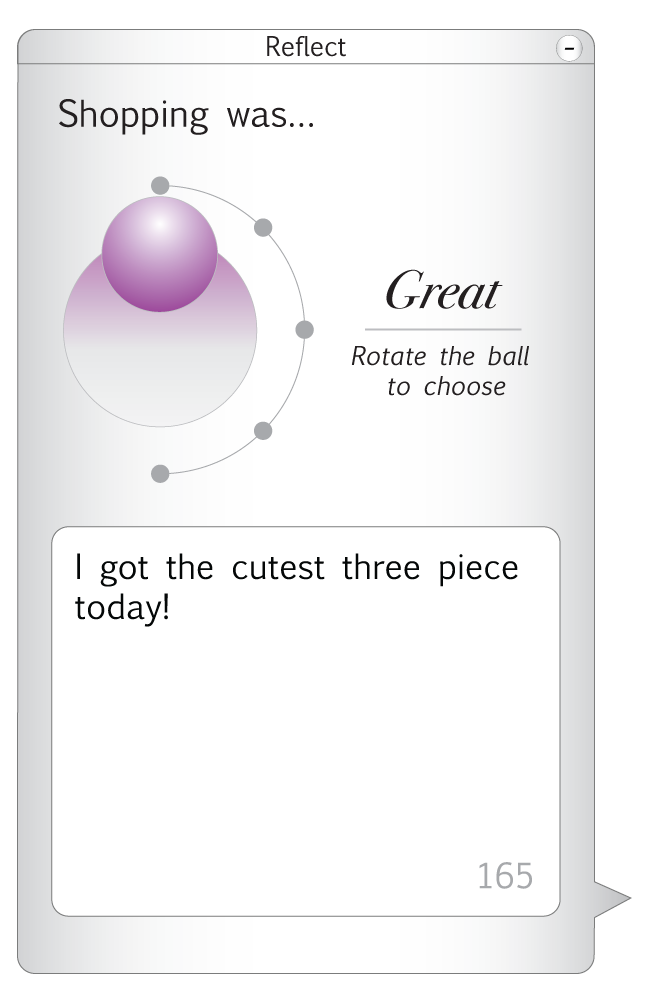 Reflect
-
Shopping was...
Great
Rotate the ball
to choose
I got the cutest three piece
today!
165